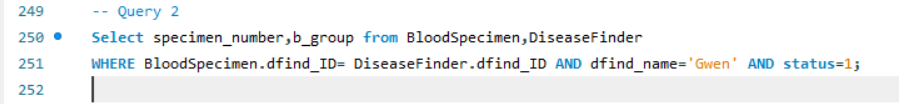 249 -- Query 2
250 Select specimen_number,b_group from BloodSpecimen,DiseaseFinder
251 WHERE BloodSpecimen.dfind_ID= DiseaseFinder.dfind_ID AND dfind_name='Gwen' AND status=1;
252